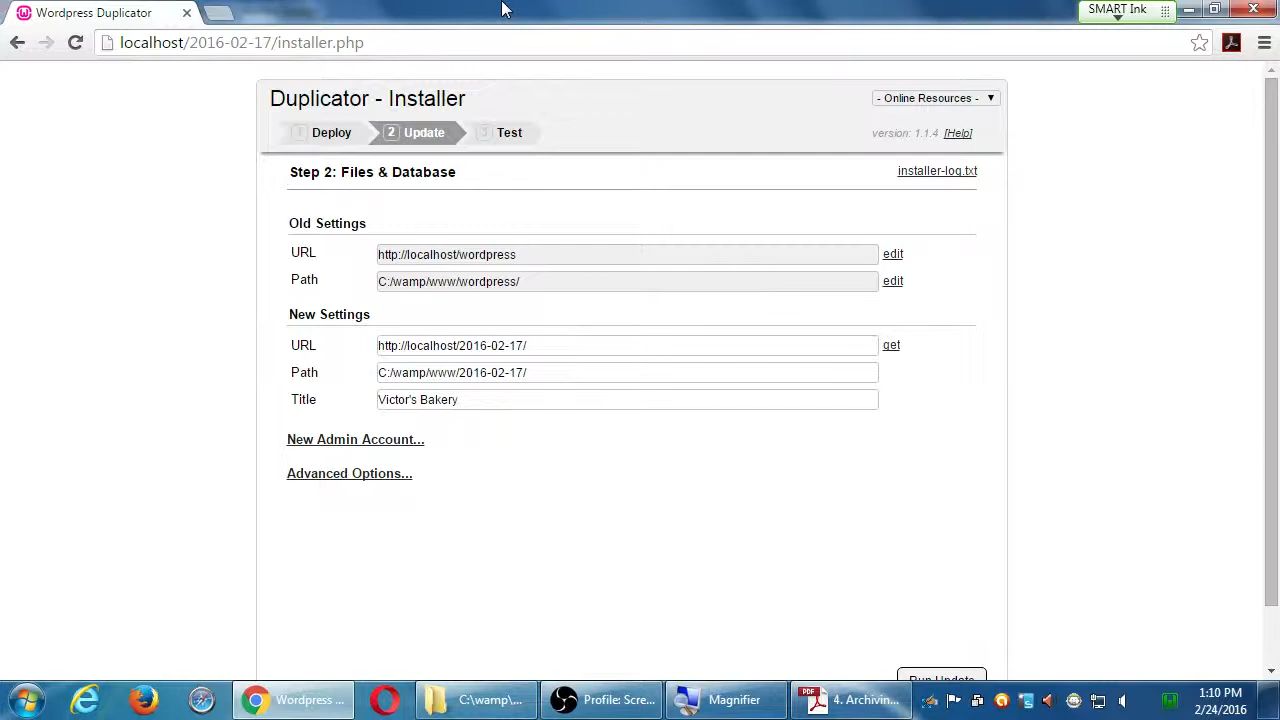 Wordpress Duplicator
SMART Ink
localhost/2016-02-17/installer.php
Duplicator - Installer
- Online Resources -
1 Deploy 2 Update 3 Test
version: 1.1.4 [Help]
Step 2: Files & Database
installer-log.txt
Old Settings
URL http://localhost/wordpress edit
Path C:/wamp/www/wordpress/ edit
New Settings
URL http://localhost/2016-02-17/ get
Path C:/wamp/www/2016-02-17/
Title Victor's Bakery
New Admin Account...
Advanced Options...
Run Update
Wordpress ... C:\wamp\... Profile: Scre... Magnifier PDF 4. Archivin...
1:10 PM
2/24/2016